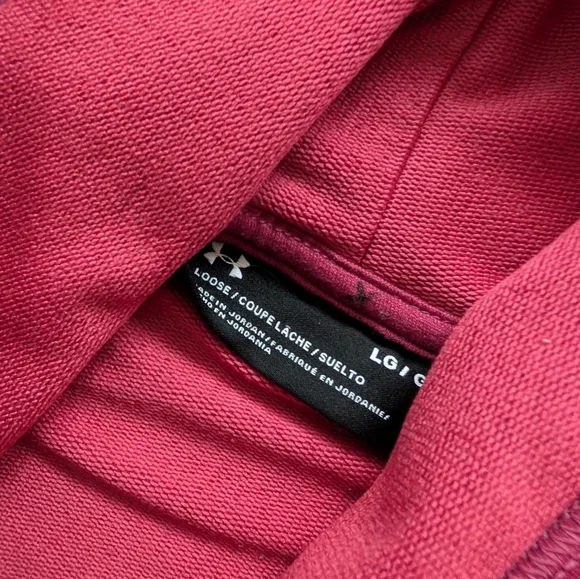 LOOSE / COUPE LÂCHE / SUELTO
LG / G
ADE IN JORDAN / FABRIQUÉ EN JORDANIE /
CHO EN JORDANIA